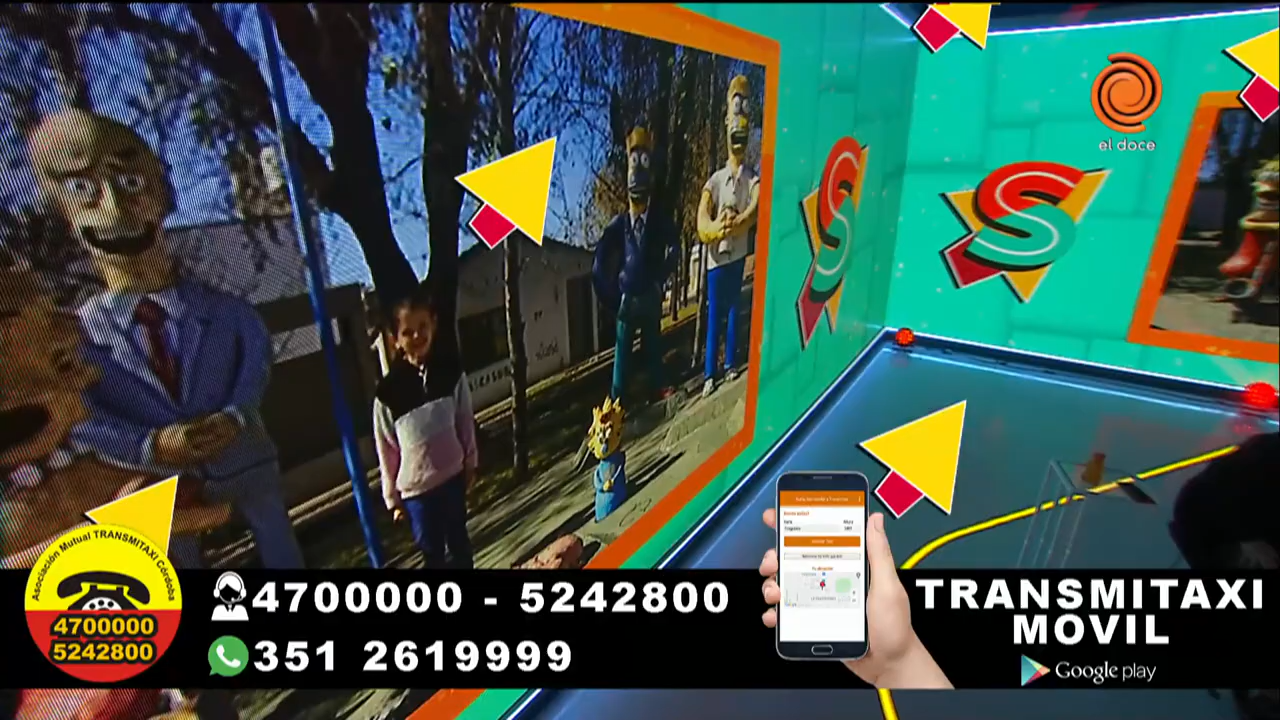 el doce
S
S
Asociación Mutual TRANSMITAXI Córdoba
4700000
5242800
4700000 - 5242800
351 2619999
TRANSMITAXI
MOVIL
Google play